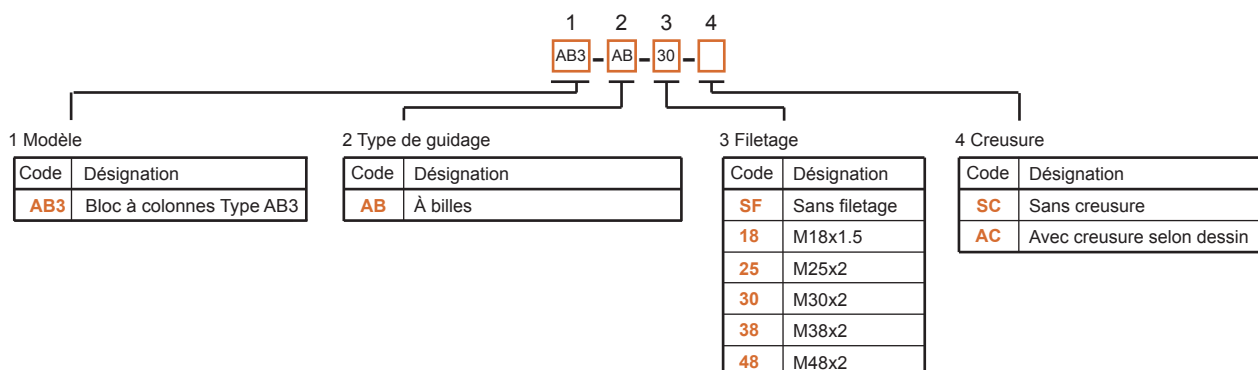 1 2 3 4
AB3 - AB - 30 -
1 Modèle
Code Désignation
AB3 Bloc à colonnes Type AB3
2 Type de guidage
Code Désignation
AB À billes
3 Filetage
Code Désignation
SF Sans filetage
18 M18x1.5
25 M25x2
30 M30x2
38 M38x2
48 M48x2
4 Creusure
Code Désignation
SC Sans creusure
AC Avec creusure selon dessin